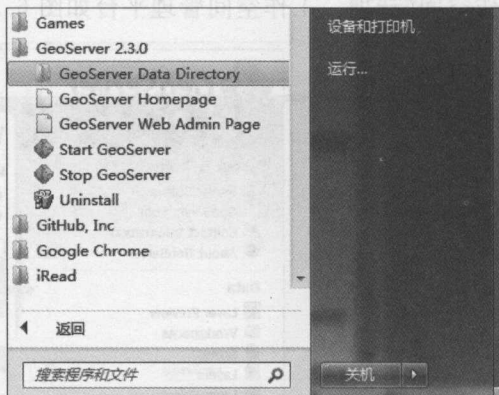 Games
GeoServer 2.3.0
GeoServer Data Directory
GeoServer Homepage
GeoServer Web Admin Page
Start GeoServer
Stop GeoServer
Uninstall
GitHub, Inc
Google Chrome
iRead
返回
搜索程序和文件
设备和打印机
运行...
关机